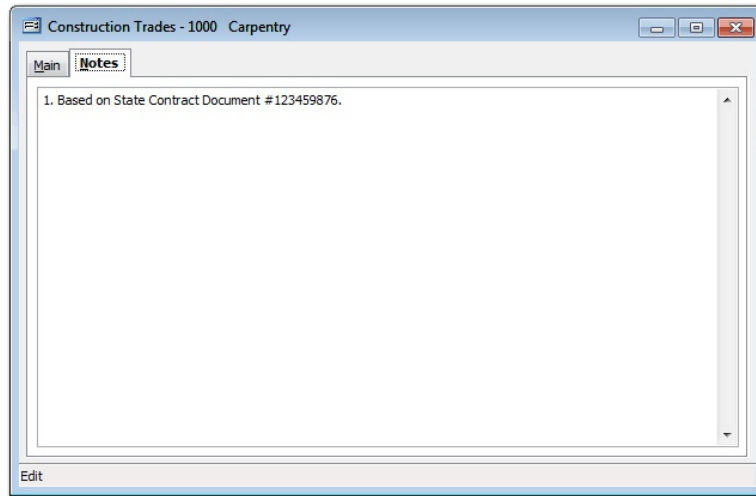 Construction Trades - 1000 Carpentry
Main Notes
1. Based on State Contract Document #123459876.
Edit